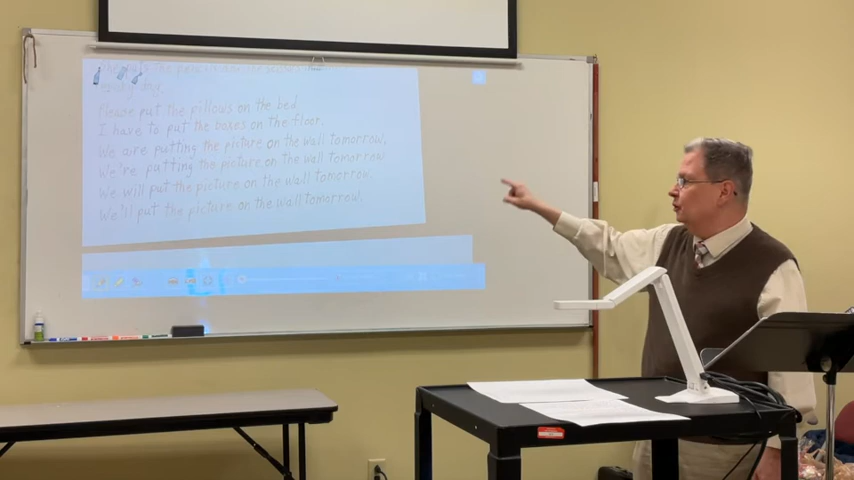 the
Please put the pillows on the bed
I have to put the boxes on the floor.
We are putting the picture on the wall tomorrow.
We're putting the picture on the wall tomorrow
We will put the picture on the wall tomorrow.
We'll put the picture on the wall tomorrow.